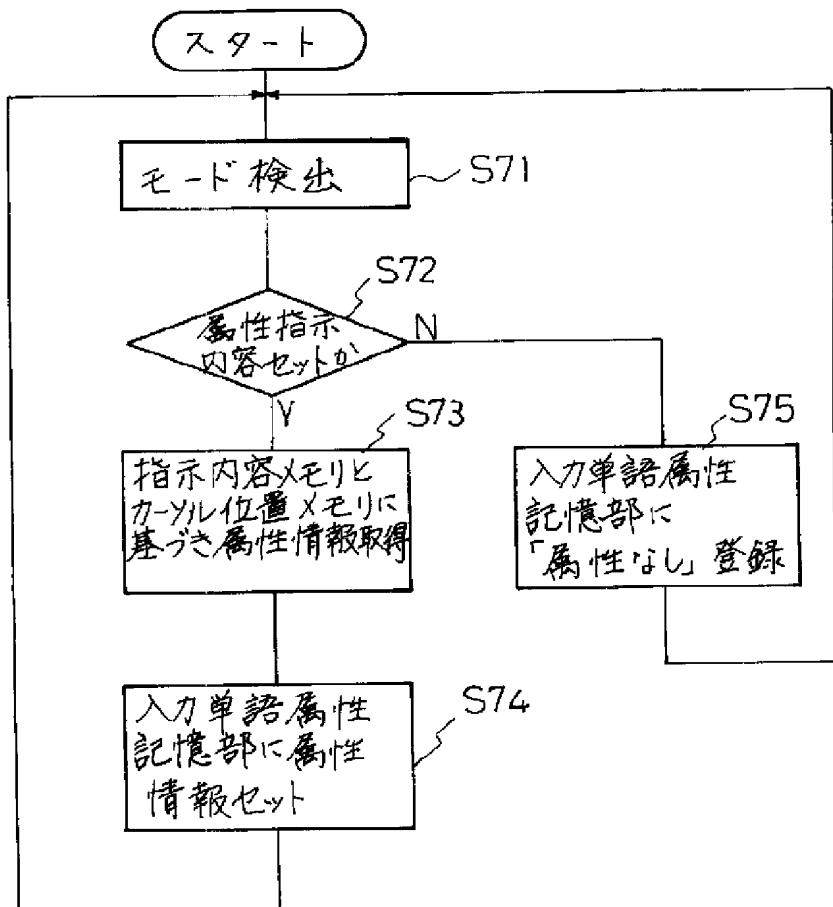 スタート
モード検出
S71
S72
属性指示
内容セットか
N
Y
S73
指示内容メモリと
カーソル位置メモリに
基づき属性情報取得
S75
入力単語属性
記憶部に
「属性なし」登録
S74
入力単語属性
記憶部に属性
情報セット